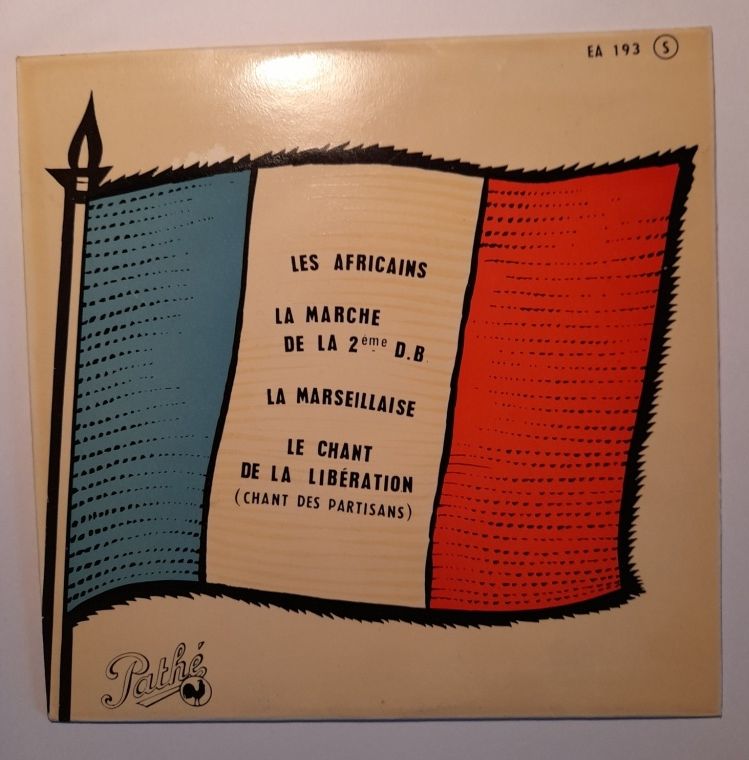 EA 193 S
LES AFRICAINS
LA MARCHE
DE LA 2ème D.B.
LA MARSEILLAISE
LE CHANT
DE LA LIBÉRATION
(CHANT DES PARTISANS)
Pathé